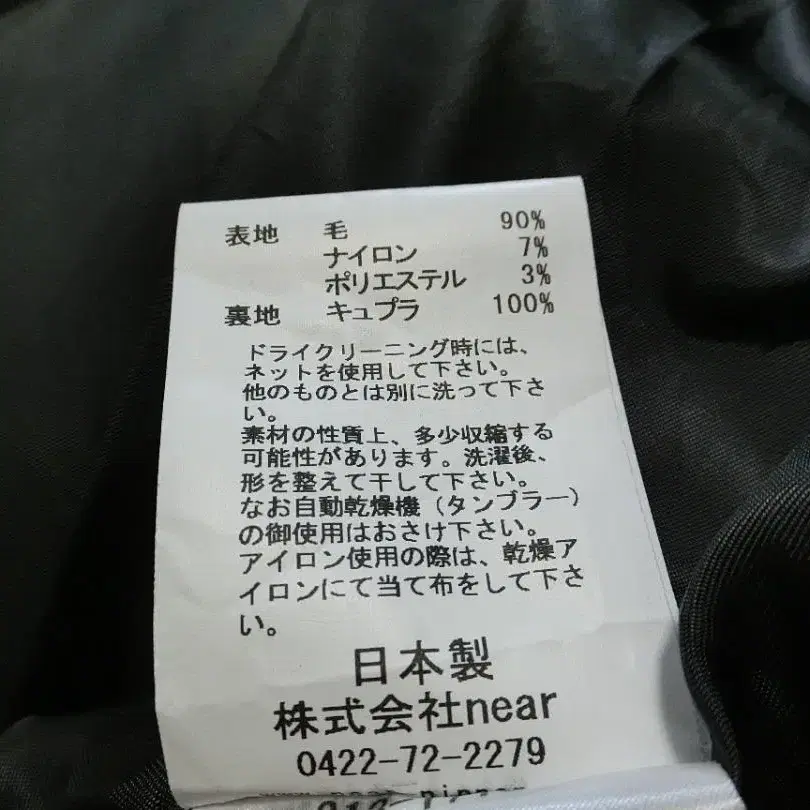 表地 毛 90%
ナイロン 7%
ポリエステル 3%
裏地 キュプラ 100%
ドライクリーニング時には、
ネットを使用して下さい。
他のものとは別に洗って下さ
い。
素材の性質上、多少収縮する
可能性があります。洗濯後、
形を整えて干して下さい。
なお自動乾燥機（タンブラー）
の御使用はおさけ下さい。
アイロン使用の際は、乾燥ア
イロンにて当て布をして下さ
い。
日本製
株式会社near
0422-72-2279